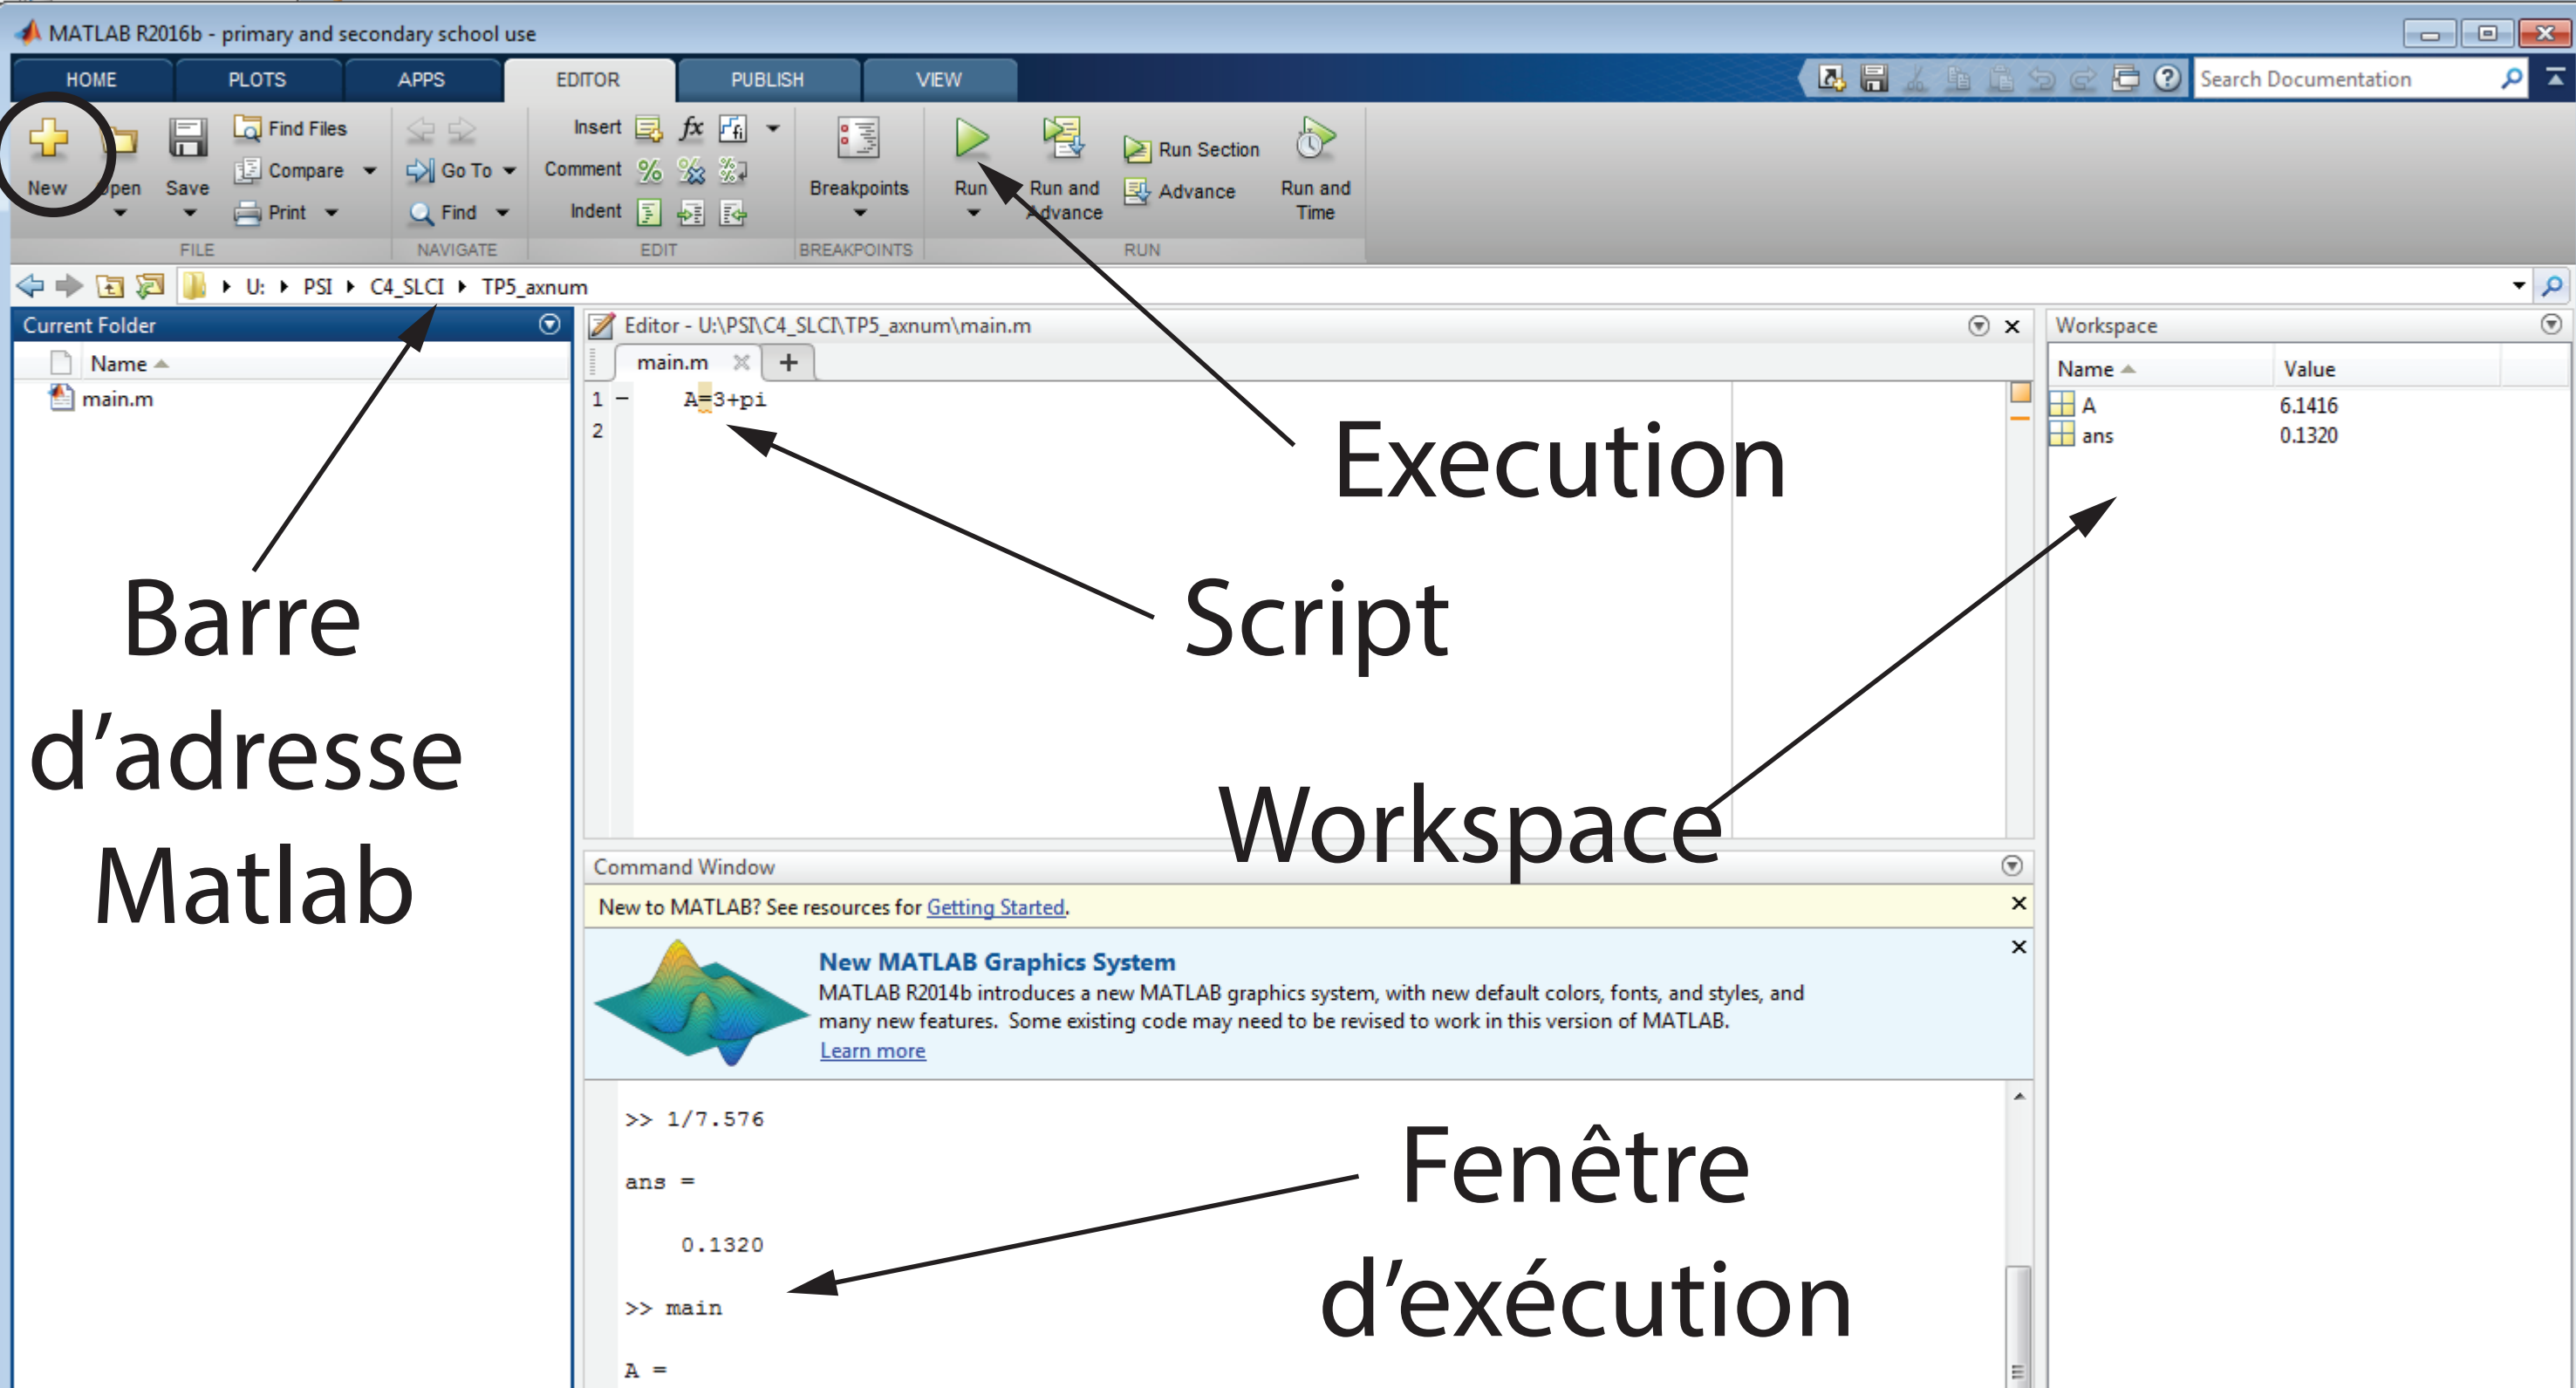 MATLAB R2016b - primary and secondary school use
HOME PLOTS APPS EDITOR PUBLISH VIEW
Search Documentation
New Open Save
Find Files
Compare
Print
Go To
Find
Insert fx fi
Comment
Indent
Breakpoints
Run
Run and Advance
Run Section
Advance
Run and Time
FILE NAVIGATE EDIT BREAKPOINTS RUN
U: PSI C4_SLCI TP5_axnum
Current Folder
Name
main.m
Barre
d'adresse
Matlab
Editor - U:\PSI\C4_SLCI\TP5_axnum\main.m
main.m
1 - A=3+pi
2
Execution
Script
Workspace
Workspace
Name Value
A 6.1416
ans 0.1320
Command Window
New to MATLAB? See resources for Getting Started.
New MATLAB Graphics System
MATLAB R2014b introduces a new MATLAB graphics system, with new default colors, fonts, and styles, and
many new features. Some existing code may need to be revised to work in this version of MATLAB.
Learn more
>> 1/7.576
ans =
0.1320
>> main
A =
Fenêtre
d'exécution